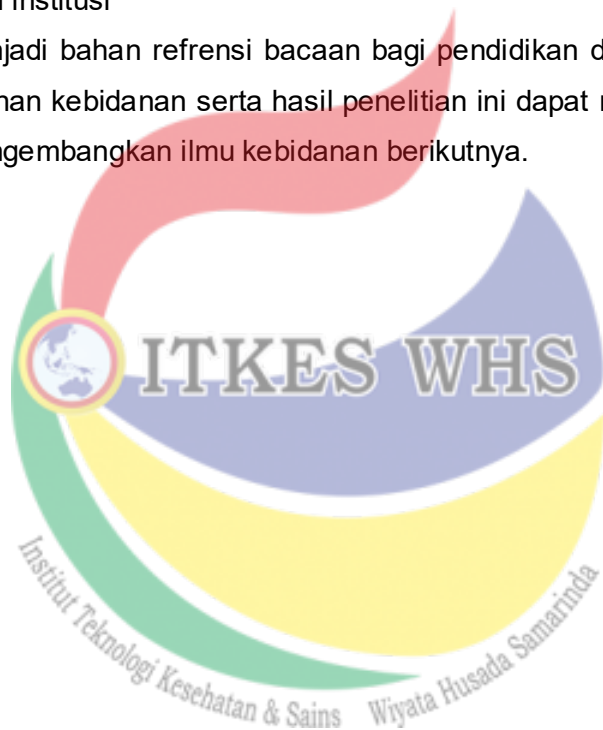 Institusi
njadi bahan refrensi bacaan bagi pendidikan d
nan kebidanan serta hasil penelitian ini dapat
ngembangkan ilmu kebidanan berikutnya.
ITKES WHS
Institut Teknologi Kesehatan & Sains Wiyata Husada Samarinda